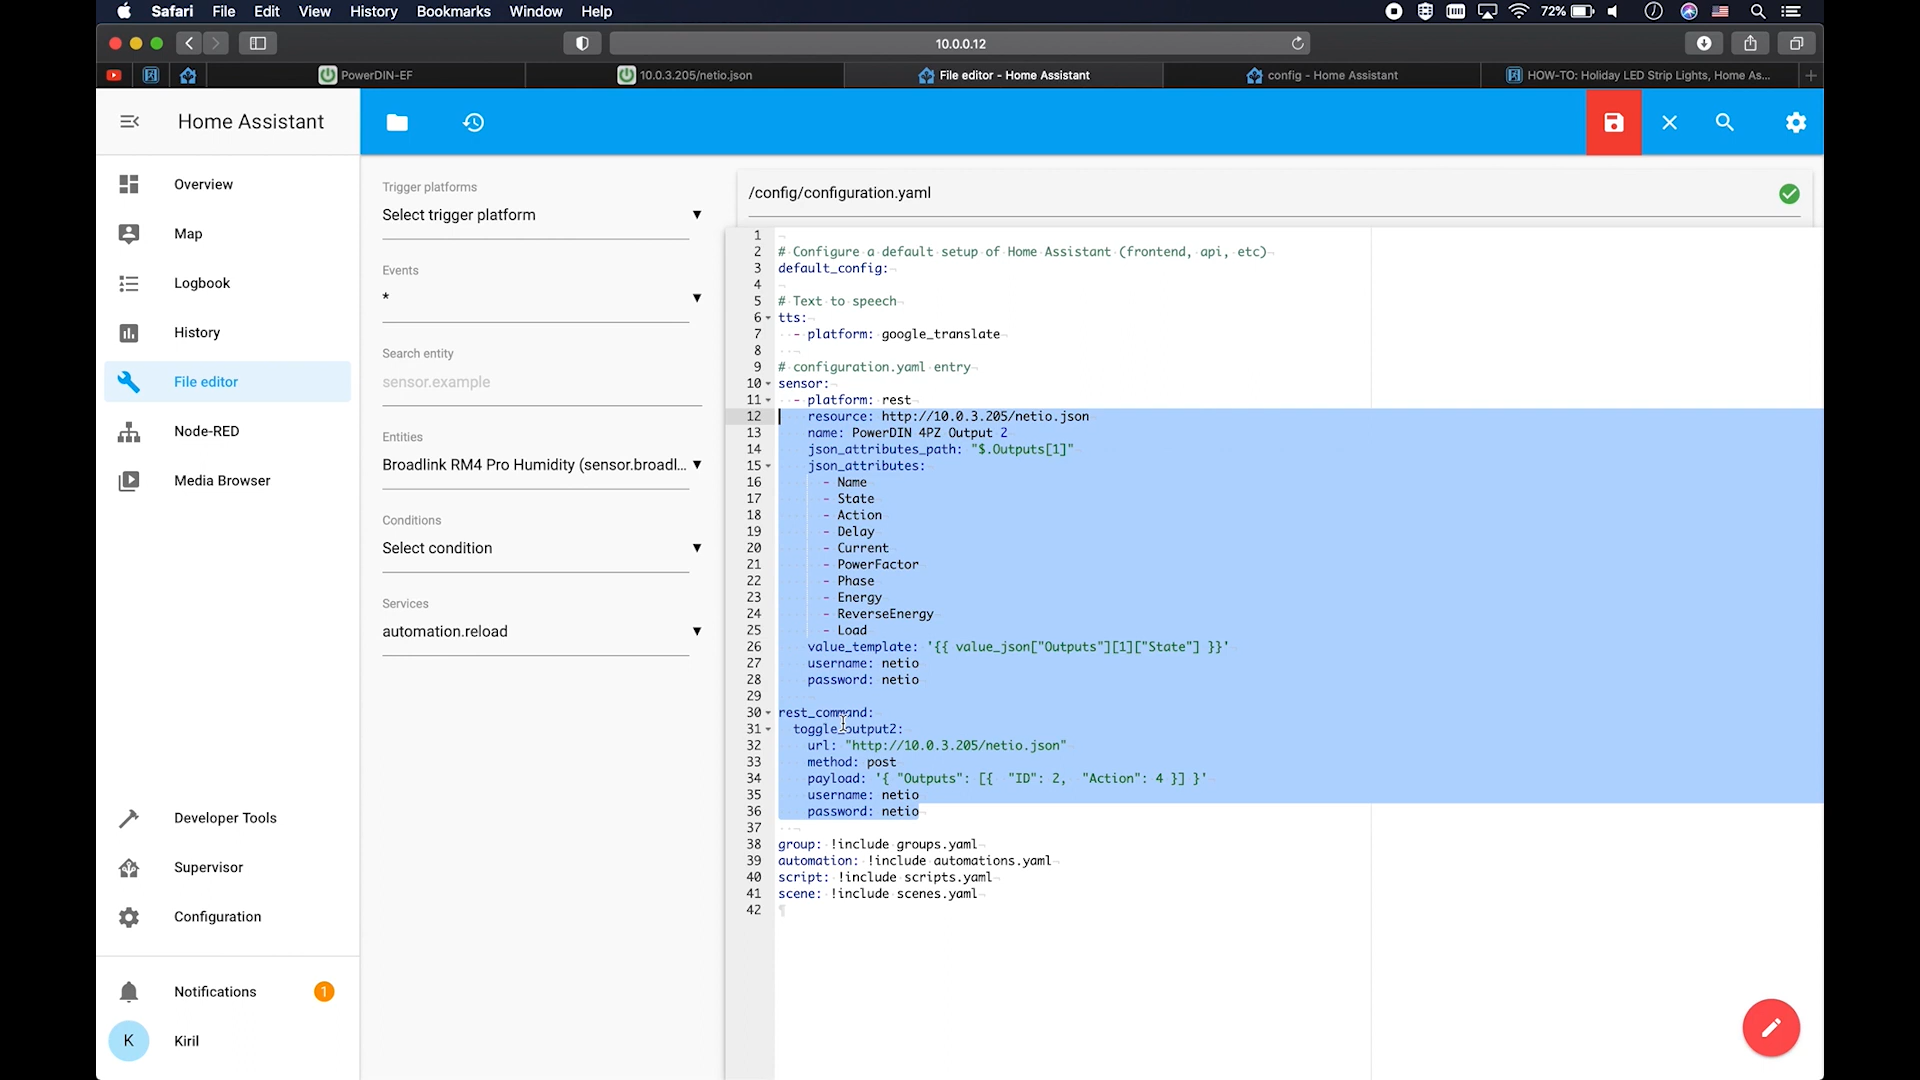 Safari File Edit View History Bookmarks Window Help
72%
10.0.0.12
PowerDIN-EF
10.0.3.205/netio.json
File editor - Home Assistant
config - Home Assistant
HOW-TO: Holiday LED Strip Lights, Home As...
Home Assistant
Overview
Map
Logbook
History
File editor
Node-RED
Media Browser
Developer Tools
Supervisor
Configuration
Notifications 1
K Kiril
Trigger platforms
Select trigger platform
Events
*
Search entity
sensor.example
Entities
Broadlink RM4 Pro Humidity (sensor.broadl...
Conditions
Select condition
Services
automation.reload
/config/configuration.yaml
1
2 # Configure a default setup of Home Assistant (frontend, api, etc)
3 default_config:
4
5 # Text to speech
6 tts:
7 - platform: google_translate
8
9 # configuration.yaml entry
10 sensor:
11 - platform: rest
12 resource: http://10.0.3.205/netio.json
13 name: PowerDIN 4PZ Output 2
14 json_attributes_path: "$.Outputs[1]"
15 json_attributes:
16 - Name
17 - State
18 - Action
19 - Delay
20 - Current
21 - PowerFactor
22 - Phase
23 - Energy
24 - ReverseEnergy
25 - Load
26 value_template: '{{ value_json["Outputs"][1]["State"] }}'
27 username: netio
28 password: netio
29
30 rest_command:
31 toggle_output2:
32 url: "http://10.0.3.205/netio.json"
33 method: post
34 payload: '{ "Outputs": [{ "ID": 2, "Action": 4 }] }'
35 username: netio
36 password: netio
37
38 group: !include groups.yaml
39 automation: !include automations.yaml
40 script: !include scripts.yaml
41 scene: !include scenes.yaml
42